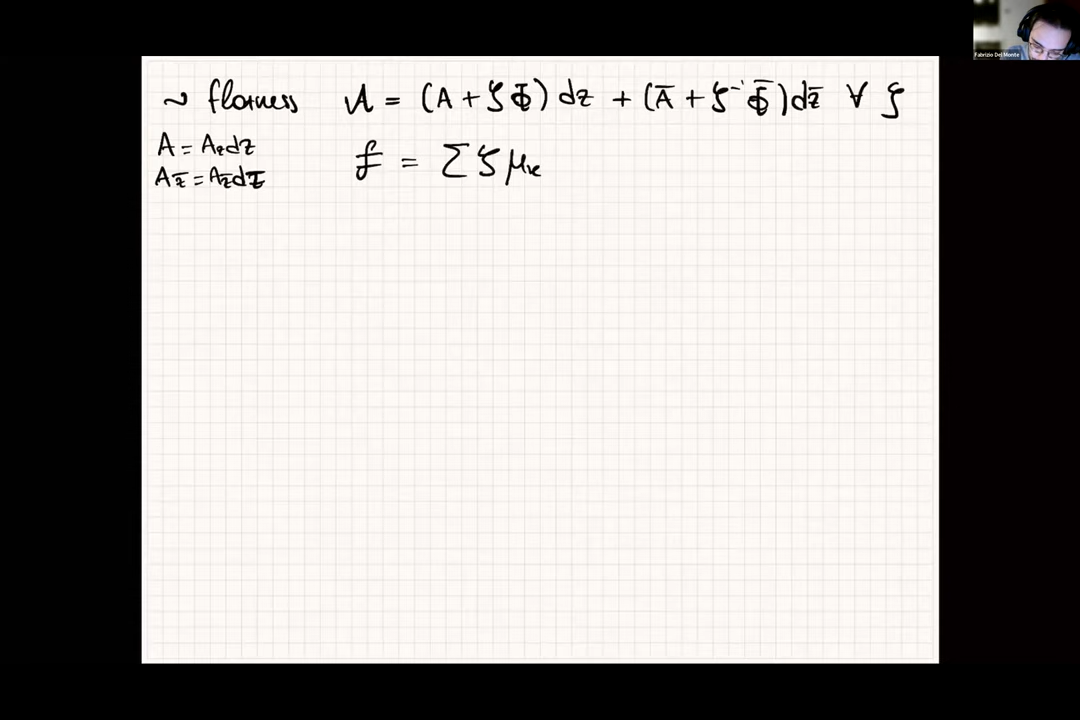 ~ flatness 𝒜 = (A + ζΦ) dz + (Ā + ζ⁻¹Φ̄)dz̄ ∀ ζ
A = A_z dz
A_z̄ = A_z̄ dz̄
ℱ = Σ ζ μ_k
Fabrizio Del Monte